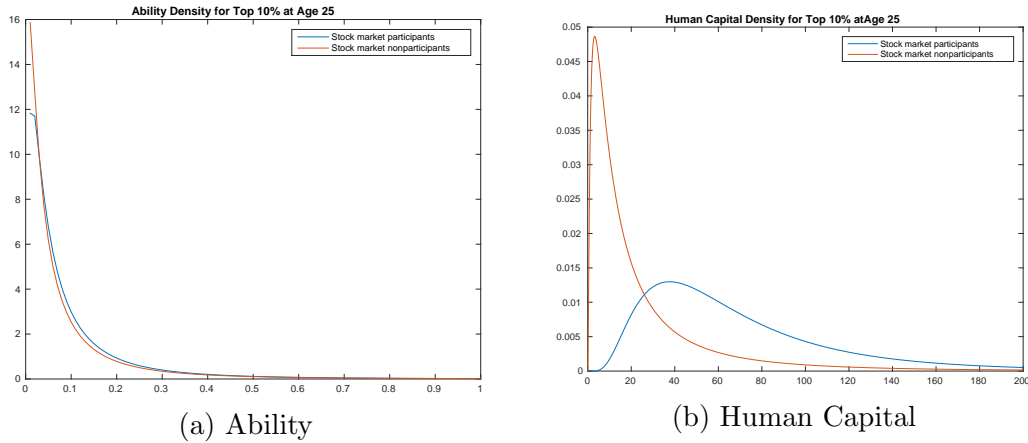 Ability Density for Top 10% at Age 25
Stock market participants
Stock market nonparticipants
16
14
12
10
8
6
4
2
0
0 0.1 0.2 0.3 0.4 0.5 0.6 0.7 0.8 0.9 1
(a) Ability
Human Capital Density for Top 10% atAge 25
Stock market participants
Stock market nonparticipants
0.05
0.045
0.04
0.035
0.03
0.025
0.02
0.015
0.01
0.005
0
0 20 40 60 80 100 120 140 160 180 200
(b) Human Capital